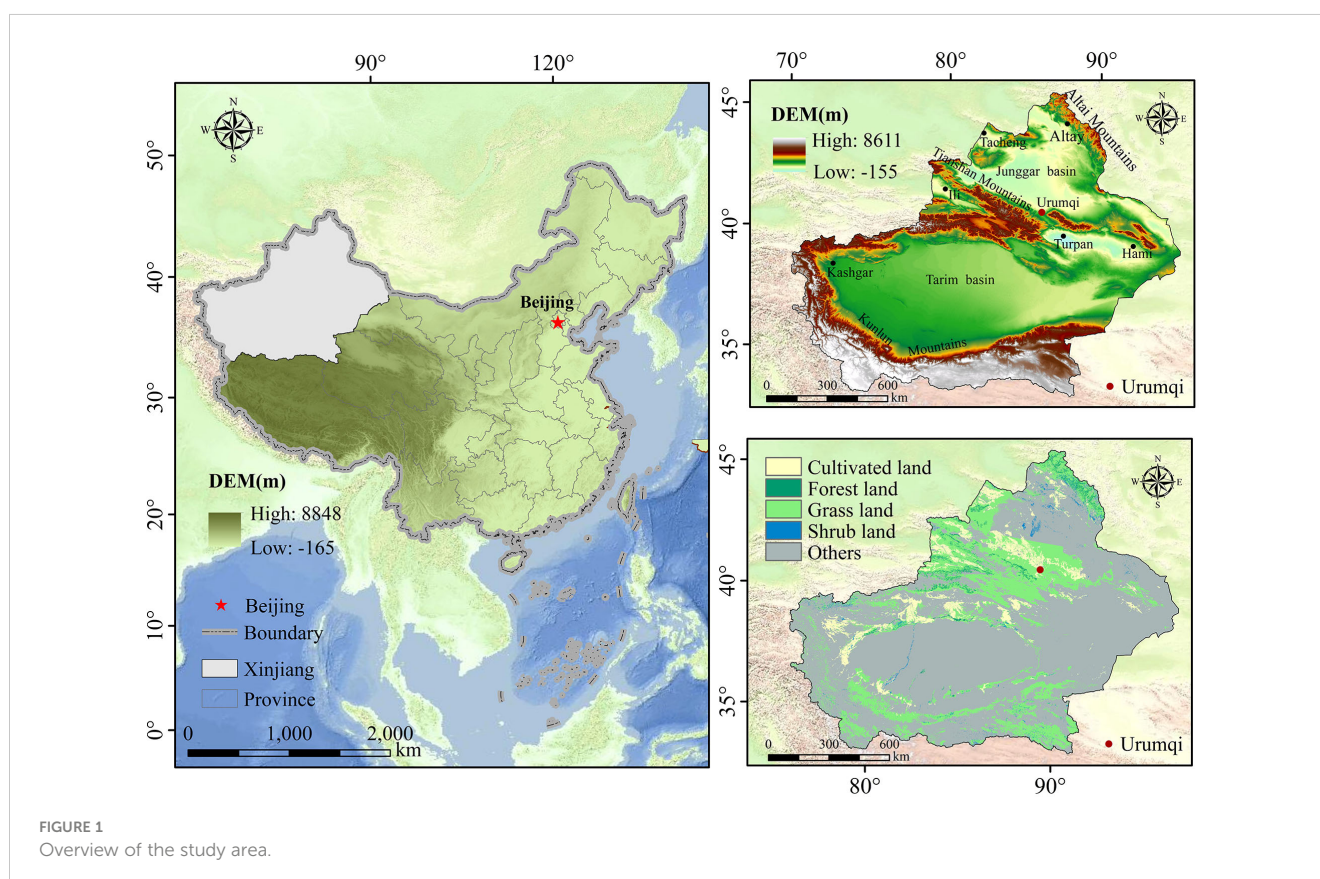 90°
120°
50°
40°
30°
20°
10°
0°
N
W
E
S
Beijing
DEM(m)
High: 8848
Low: -165
Beijing
Boundary
Xinjiang
Province
0
1,000
2,000
km
70°
80°
90°
45°
40°
35°
DEM(m)
High: 8611
Low: -155
N
W
E
S
Altai Mountains
Altay
Tacheng
Junggar basin
Tianshan Mountains
Ili
Urumqi
Turpan
Hami
Kashgar
Tarim basin
Kunlun
Mountains
0
300
600
km
Urumqi
45°
40°
35°
Cultivated land
Forest land
Grass land
Shrub land
Others
N
W
E
S
0
300
600
km
Urumqi
80°
90°
FIGURE 1
Overview of the study area.